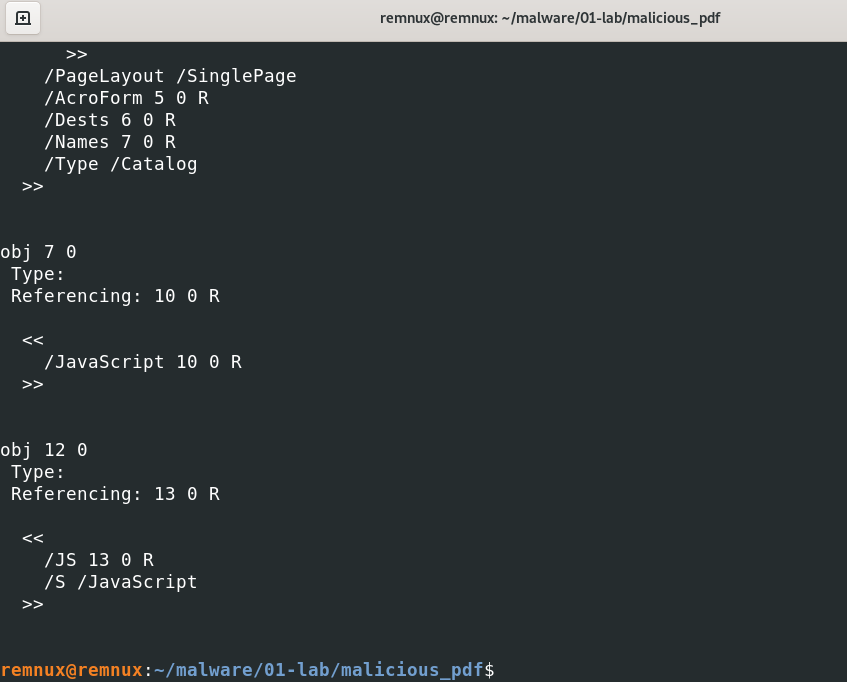 remnux@remnux: ~/malware/01-lab/malicious_pdf
>>
/PageLayout /SinglePage
/AcroForm 5 0 R
/Dests 6 0 R
/Names 7 0 R
/Type /Catalog
>>
obj 7 0
Type:
Referencing: 10 0 R
<<
/JavaScript 10 0 R
>>
obj 12 0
Type:
Referencing: 13 0 R
<<
/JS 13 0 R
/S /JavaScript
>>
remnux@remnux:~/malware/01-lab/malicious_pdf$